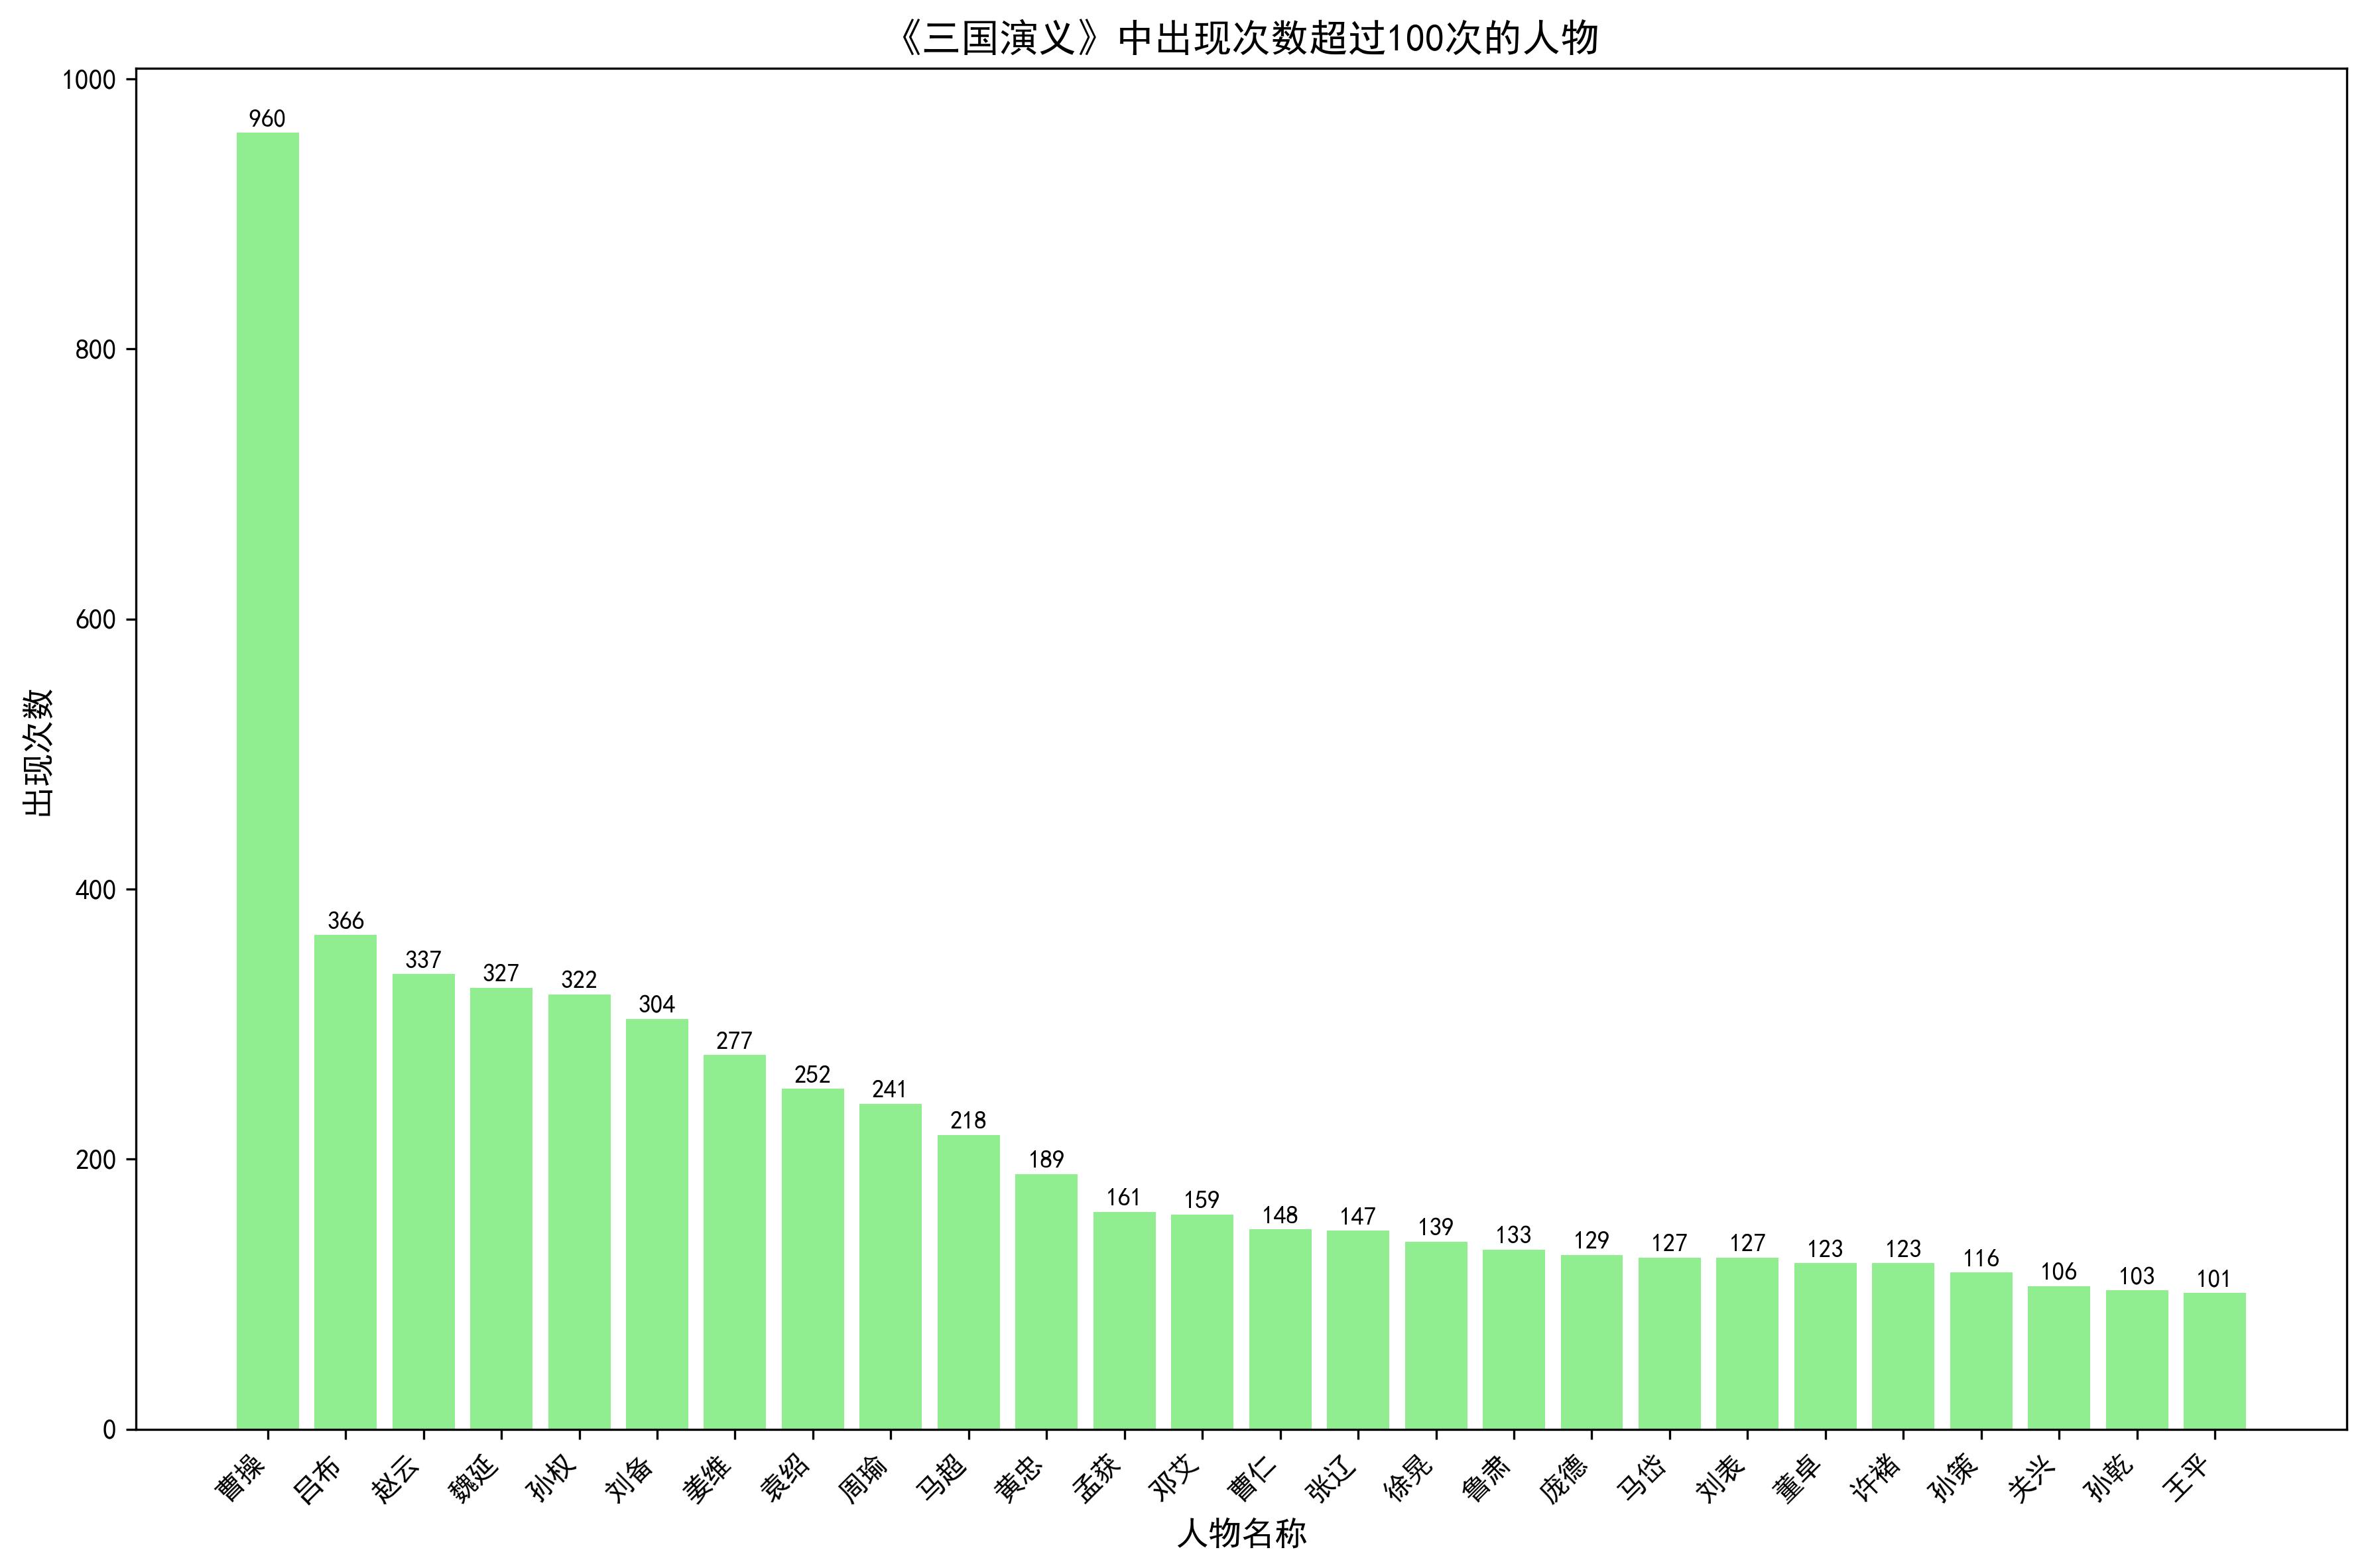 《三国演义》中出现次数超过100次的人物
出现次数
1000
800
600
400
200
0
960
366
337
327
322
304
277
252
241
218
189
161
159
148
147
139
133
129
127
127
123
123
116
106
103
101
曹操
吕布
赵云
魏延
孙权
刘备
姜维
袁绍
周瑜
马超
黄忠
孟获
邓艾
曹仁
张辽
徐晃
鲁肃
庞德
马岱
刘表
董卓
许褚
孙策
关兴
孙乾
王平
人物名称